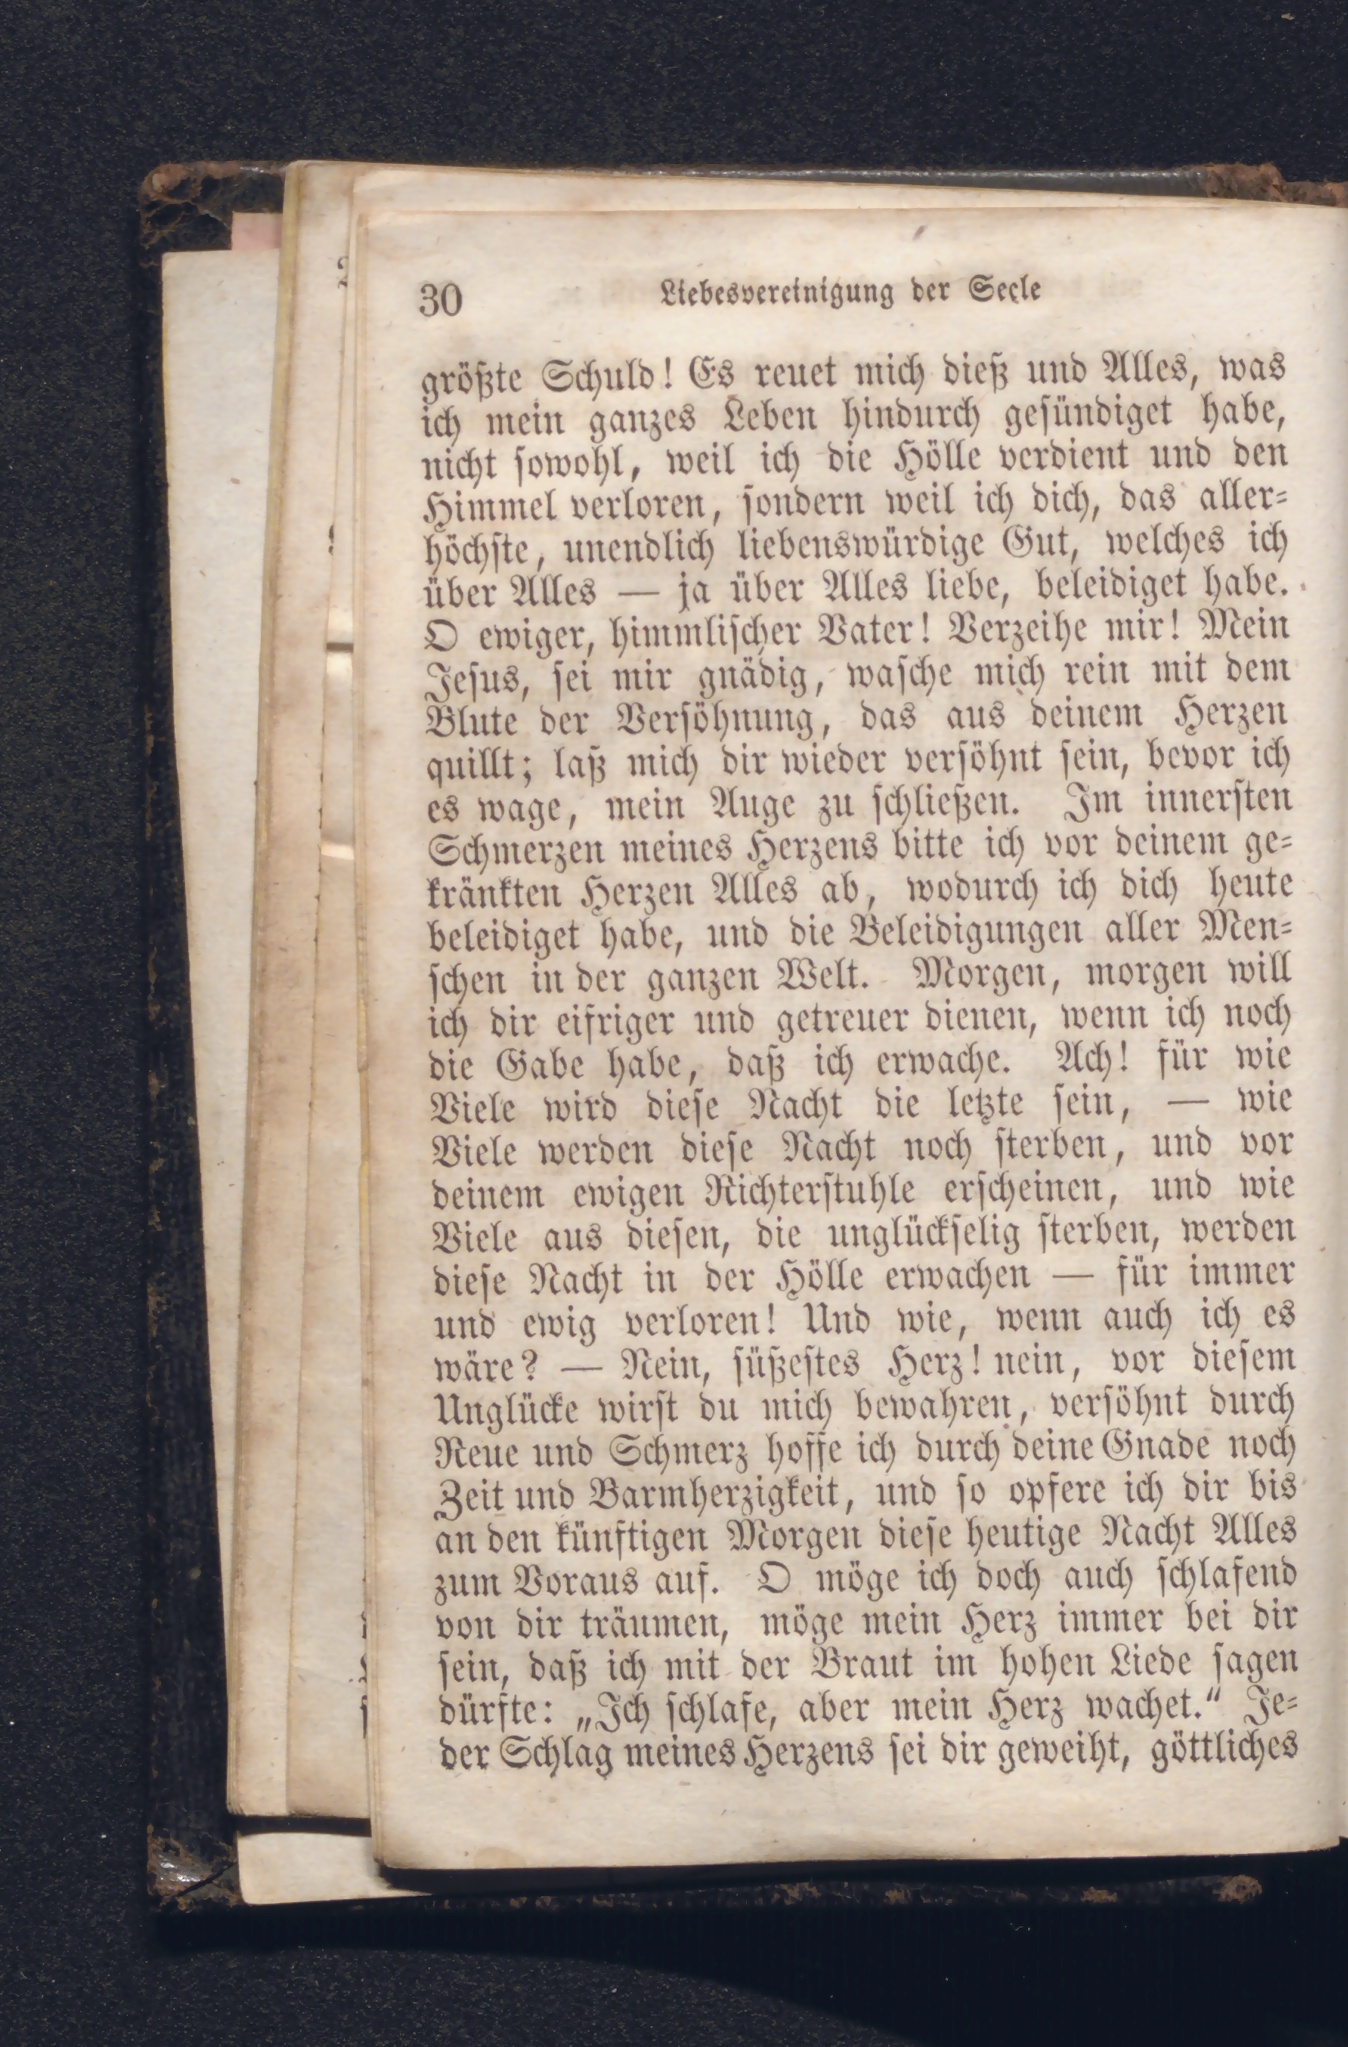 30 Liebesvereinigung der Seele
größte Schuld! Es reuet mich dieß und Alles, was
ich mein ganzes Leben hindurch gesündiget habe,
nicht sowohl, weil ich die Hölle verdient und den
Himmel verloren, sondern weil ich dich, das aller-
höchste, unendlich liebenswürdige Gut, welches ich
über Alles — ja über Alles liebe, beleidiget habe.
O ewiger, himmlischer Vater! Verzeihe mir! Mein
Jesus, sei mir gnädig, wasche mich rein mit dem
Blute der Versöhnung, das aus deinem Herzen
quillt; laß mich dir wieder versöhnt sein, bevor ich
es wage, mein Auge zu schließen. Im innersten
Schmerzen meines Herzens bitte ich vor deinem ge-
kränkten Herzen Alles ab, wodurch ich dich heute
beleidiget habe, und die Beleidigungen aller Men-
schen in der ganzen Welt. Morgen, morgen will
ich dir eifriger und getreuer dienen, wenn ich noch
die Gabe habe, daß ich erwache. Ach! für wie
Viele wird diese Nacht die letzte sein, — wie
Viele werden diese Nacht noch sterben, und vor
deinem ewigen Richterstuhle erscheinen, und wie
Viele aus diesen, die unglückselig sterben, werden
diese Nacht in der Hölle erwachen — für immer
und ewig verloren! Und wie, wenn auch ich es
wäre? — Nein, süßestes Herz! nein, vor diesem
Unglücke wirst du mich bewahren, versöhnt durch
Reue und Schmerz hoffe ich durch deine Gnade noch
Zeit und Barmherzigkeit, und so opfere ich dir bis
an den künftigen Morgen diese heutige Nacht Alles
zum Voraus auf. O möge ich doch auch schlafend
von dir träumen, möge mein Herz immer bei dir
sein, daß ich mit der Braut im hohen Liede sagen
dürfte: „Ich schlafe, aber mein Herz wachet.“ Je-
der Schlag meines Herzens sei dir geweiht, göttliches